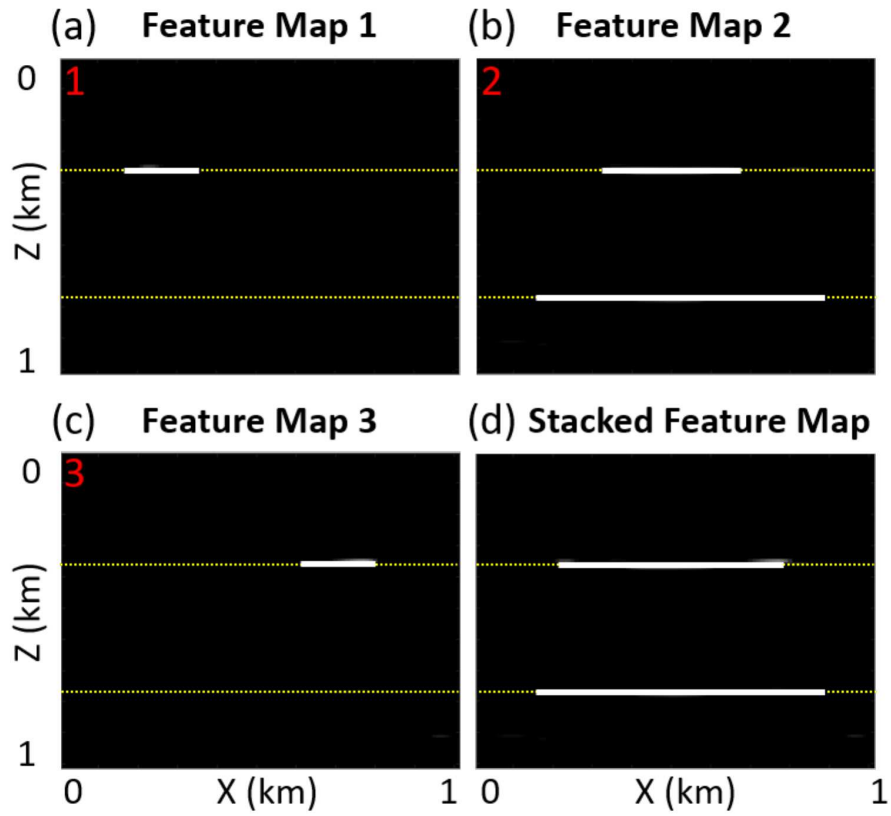 (a) Feature Map 1
(b) Feature Map 2
0
1
2
Z (km)
1
(c) Feature Map 3
(d) Stacked Feature Map
0
3
Z (km)
1
0 X (km) 1
0 X (km) 1